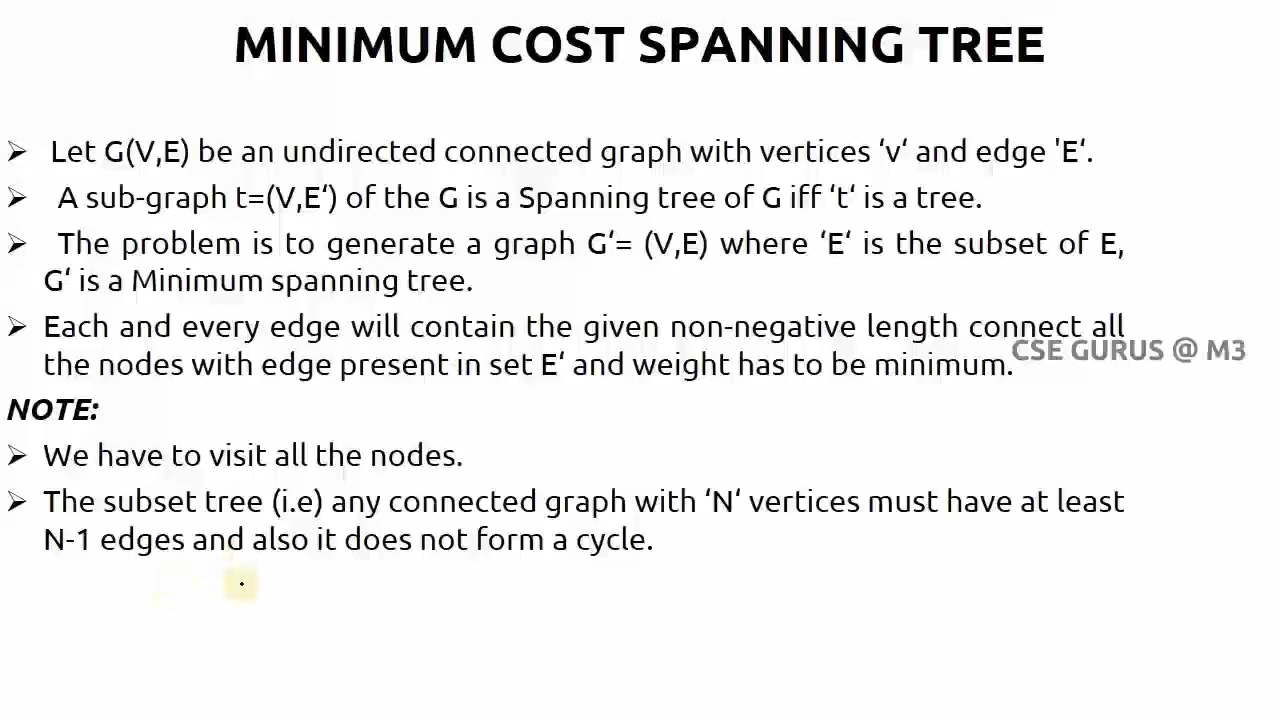 MINIMUM COST SPANNING TREE
➢ Let G(V,E) be an undirected connected graph with vertices ‘v‘ and edge 'E‘.
➢ A sub-graph t=(V,E‘) of the G is a Spanning tree of G iff ‘t‘ is a tree.
➢ The problem is to generate a graph G‘= (V,E) where ‘E‘ is the subset of E,
G‘ is a Minimum spanning tree.
➢ Each and every edge will contain the given non-negative length connect all
the nodes with edge present in set E‘ and weight has to be minimum.
CSE GURUS @ M3
NOTE:
➢ We have to visit all the nodes.
➢ The subset tree (i.e) any connected graph with ‘N‘ vertices must have at least
N-1 edges and also it does not form a cycle.